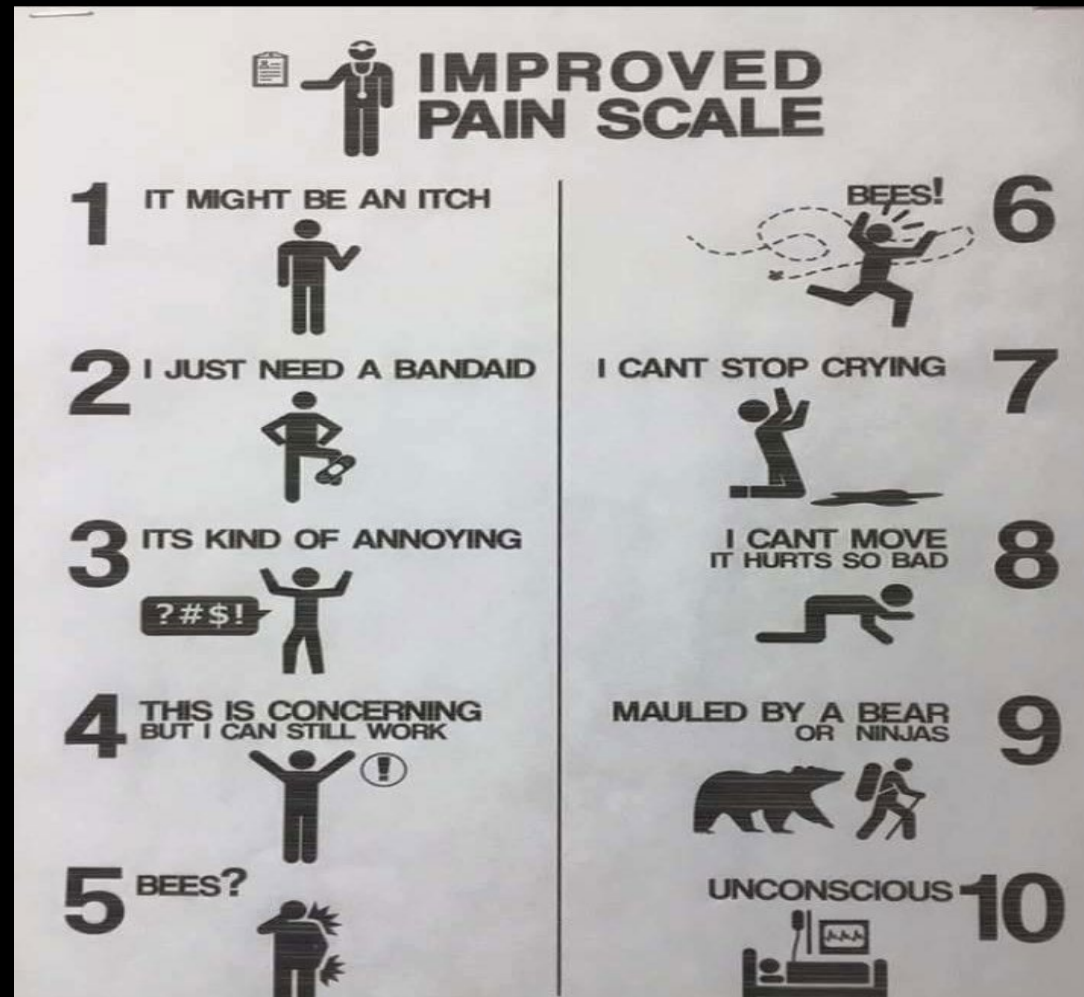 IMPROVED
PAIN SCALE
1 IT MIGHT BE AN ITCH
2 I JUST NEED A BANDAID
3 ITS KIND OF ANNOYING
?#$!
4 THIS IS CONCERNING
BUT I CAN STILL WORK
!
5 BEES?
BEES! 6
I CANT STOP CRYING 7
I CANT MOVE 8
IT HURTS SO BAD
MAULED BY A BEAR 9
OR NINJAS
UNCONSCIOUS 10